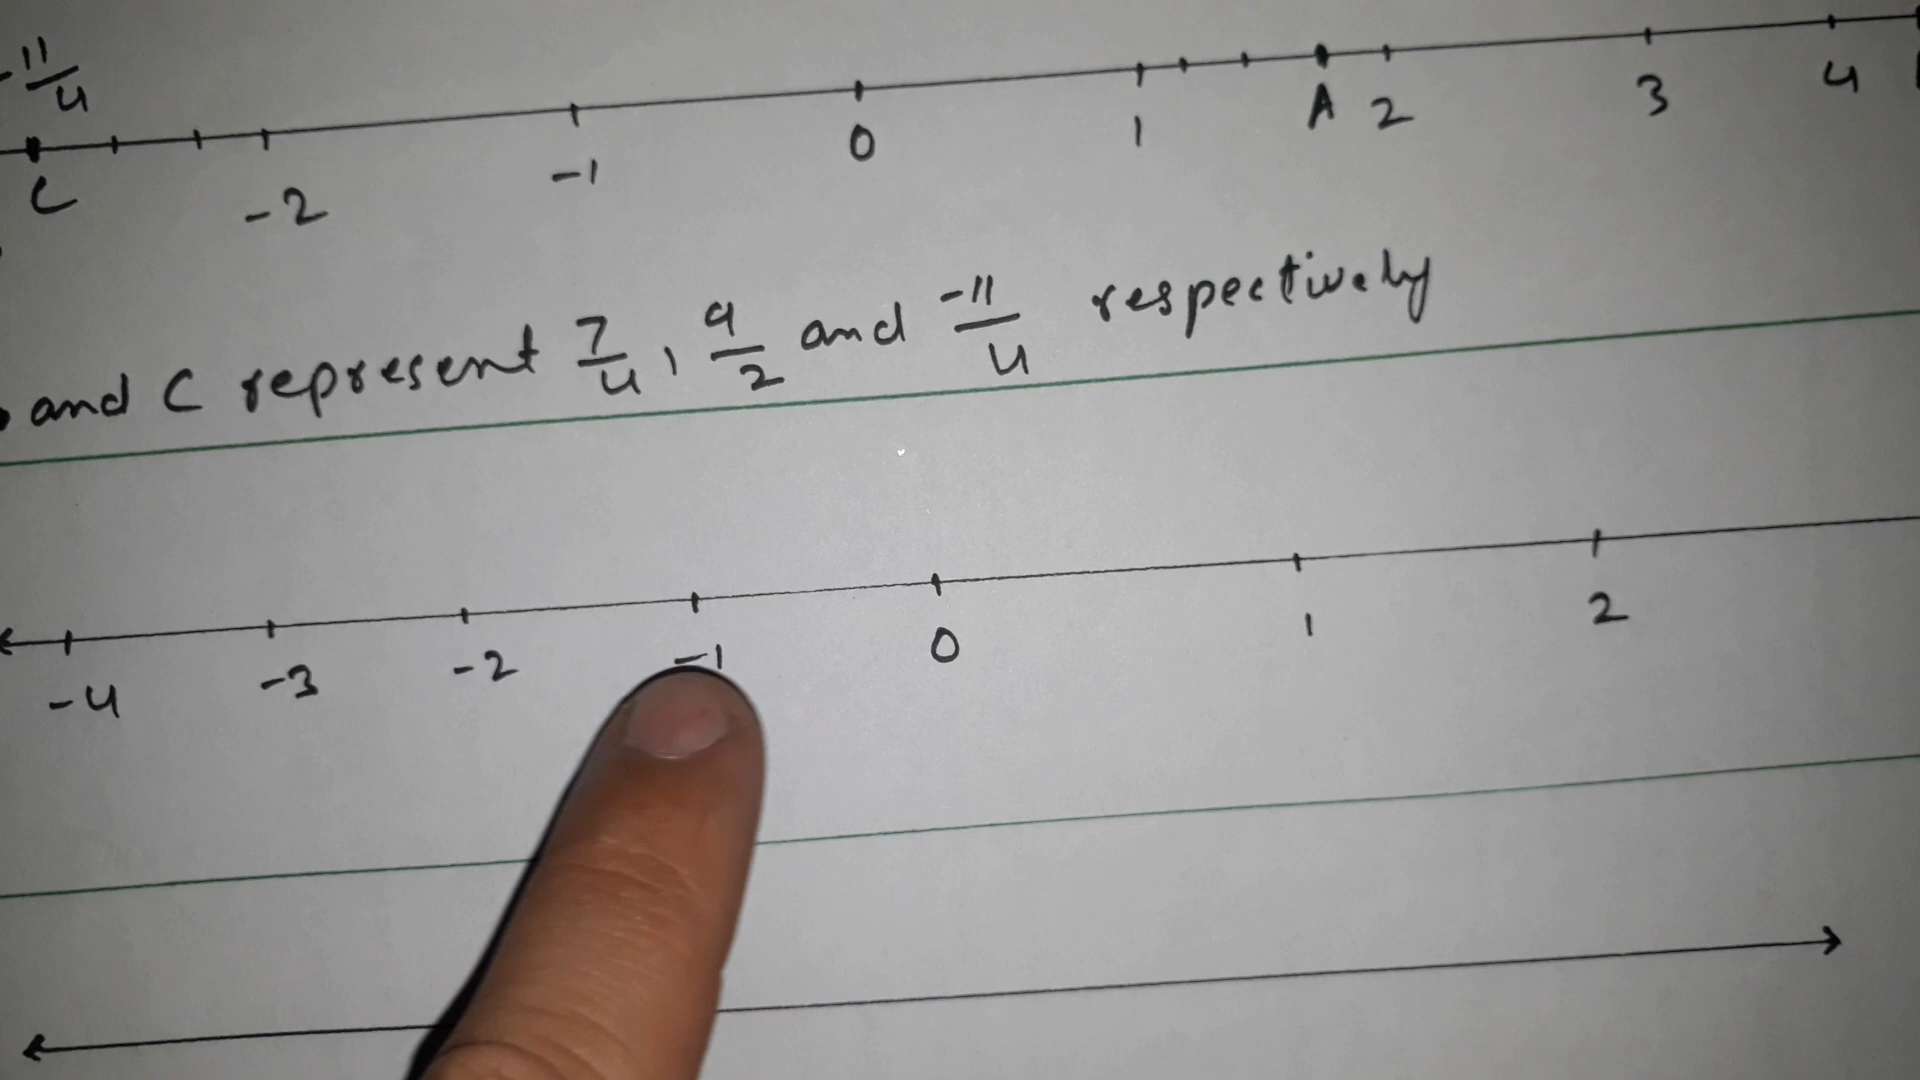 -11/4
C -2 -1 0 1 A 2 3 4
and C represent 7/4, 9/2 and -11/4 respectively
-4 -3 -2 -1 0 1 2